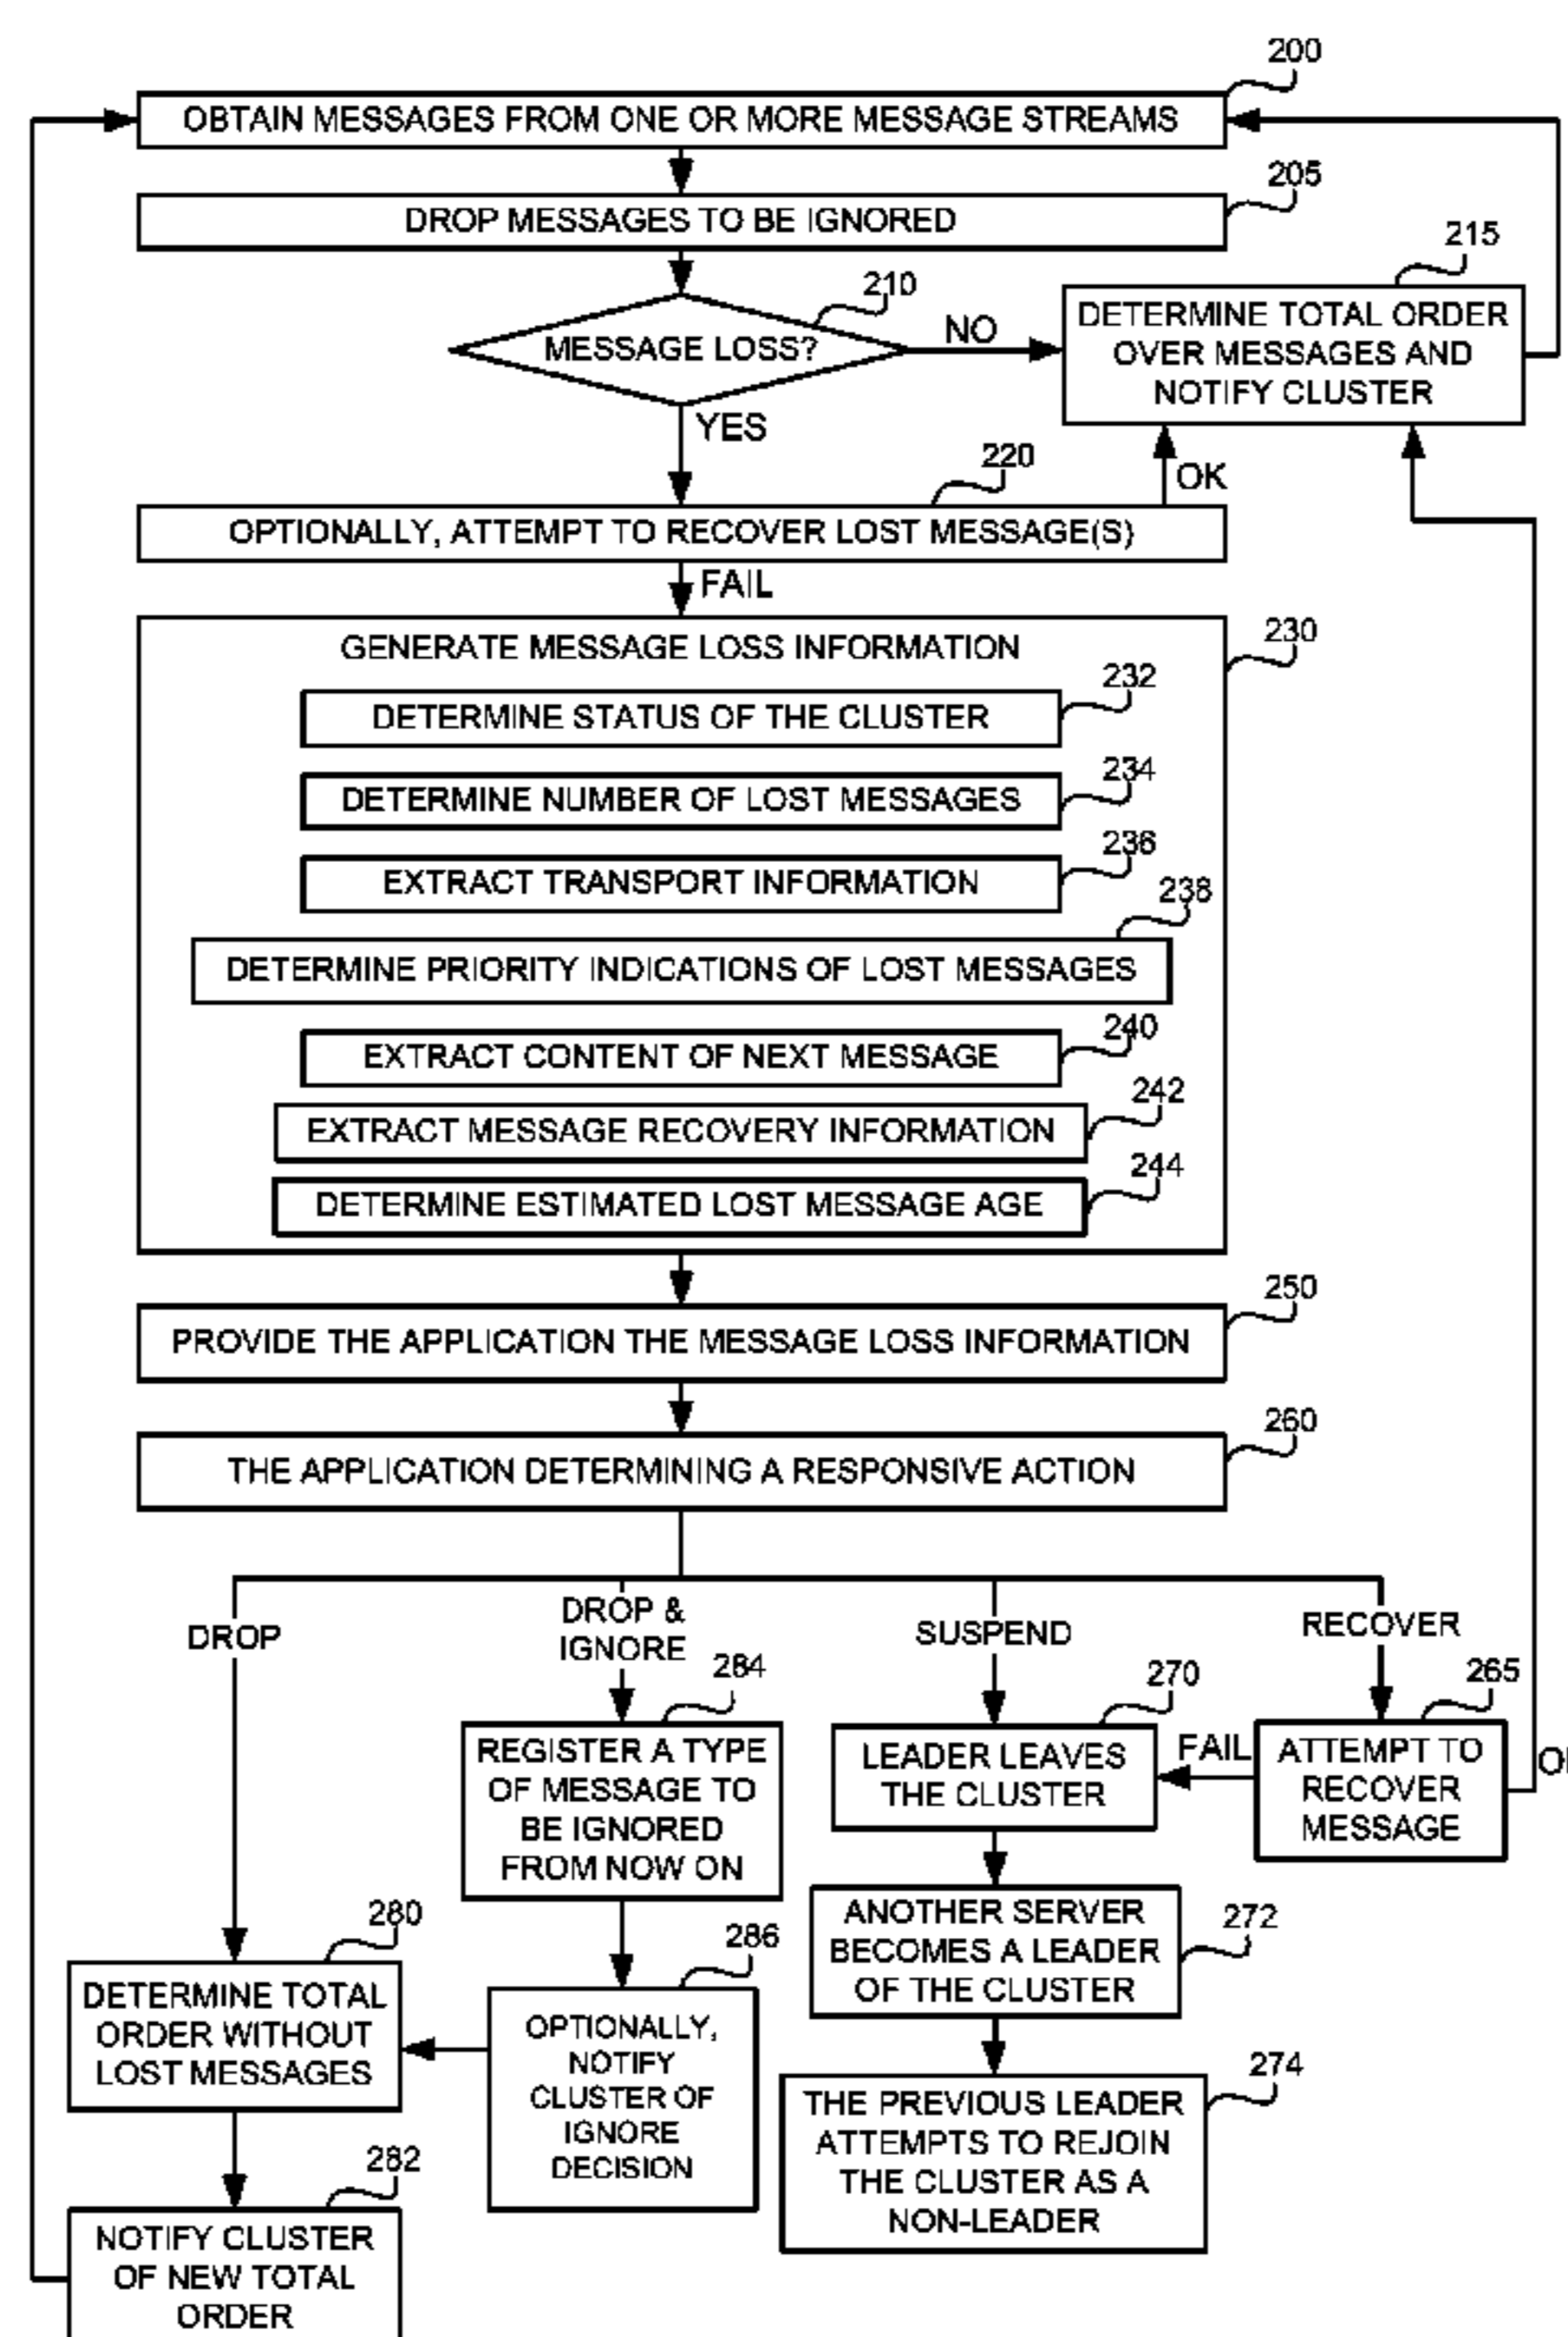 200
OBTAIN MESSAGES FROM ONE OR MORE MESSAGE STREAMS
205
DROP MESSAGES TO BE IGNORED
210
MESSAGE LOSS?
NO
215
DETERMINE TOTAL ORDER
OVER MESSAGES AND
NOTIFY CLUSTER
YES
OK
220
OPTIONALLY, ATTEMPT TO RECOVER LOST MESSAGE(S)
FAIL
230
GENERATE MESSAGE LOSS INFORMATION
232
DETERMINE STATUS OF THE CLUSTER
234
DETERMINE NUMBER OF LOST MESSAGES
236
EXTRACT TRANSPORT INFORMATION
238
DETERMINE PRIORITY INDICATIONS OF LOST MESSAGES
240
EXTRACT CONTENT OF NEXT MESSAGE
242
EXTRACT MESSAGE RECOVERY INFORMATION
244
DETERMINE ESTIMATED LOST MESSAGE AGE
250
PROVIDE THE APPLICATION THE MESSAGE LOSS INFORMATION
260
THE APPLICATION DETERMINING A RESPONSIVE ACTION
DROP
DROP &
IGNORE
SUSPEND
RECOVER
284
REGISTER A TYPE
OF MESSAGE TO
BE IGNORED
FROM NOW ON
270
LEADER LEAVES
THE CLUSTER
FAIL
265
ATTEMPT TO
RECOVER
MESSAGE
280
DETERMINE TOTAL
ORDER WITHOUT
LOST MESSAGES
286
OPTIONALLY,
NOTIFY
CLUSTER OF
IGNORE
DECISION
272
ANOTHER SERVER
BECOMES A LEADER
OF THE CLUSTER
274
THE PREVIOUS LEADER
ATTEMPTS TO REJOIN
THE CLUSTER AS A
NON-LEADER
282
NOTIFY CLUSTER
OF NEW TOTAL
ORDER